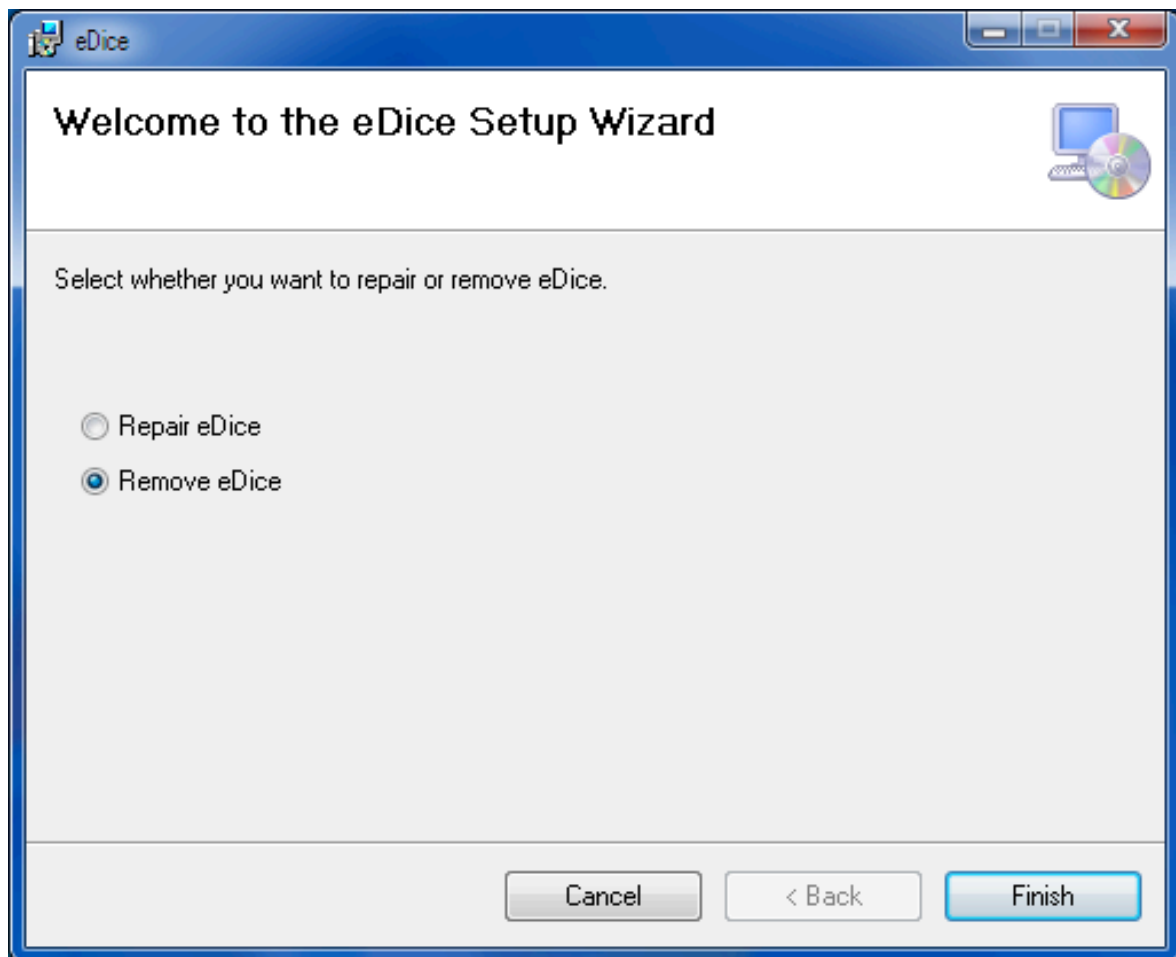 eDice
Welcome to the eDice Setup Wizard
Select whether you want to repair or remove eDice.
Repair eDice
Remove eDice
Cancel
< Back
Finish